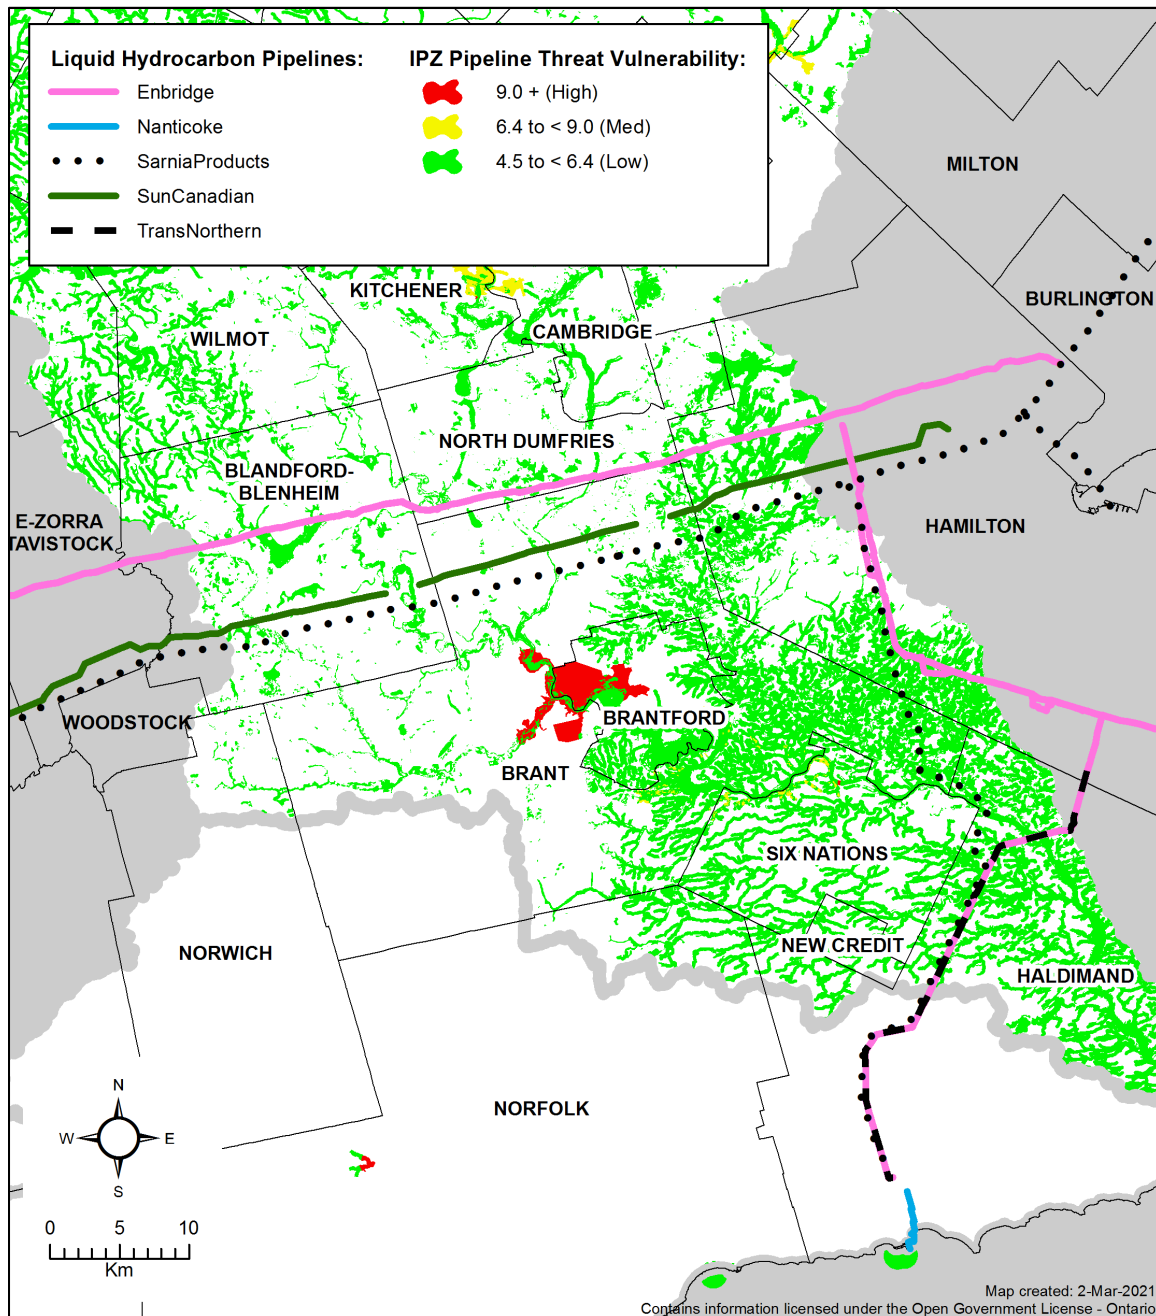 Liquid Hydrocarbon Pipelines:
Enbridge
Nanticoke
SarniaProducts
SunCanadian
TransNorthern
IPZ Pipeline Threat Vulnerability:
9.0 + (High)
6.4 to < 9.0 (Med)
4.5 to < 6.4 (Low)
MILTON
BURLINGTON
KITCHENER
CAMBRIDGE
WILMOT
NORTH DUMFRIES
BLANDFORD-
BLENHEIM
E-ZORRA
TAVISTOCK
HAMILTON
WOODSTOCK
BRANTFORD
BRANT
SIX NATIONS
NEW CREDIT
NORWICH
HALDIMAND
NORFOLK
N
W E
S
0 5 10
Km
Map created: 2-Mar-2021
Contains information licensed under the Open Government License - Ontario